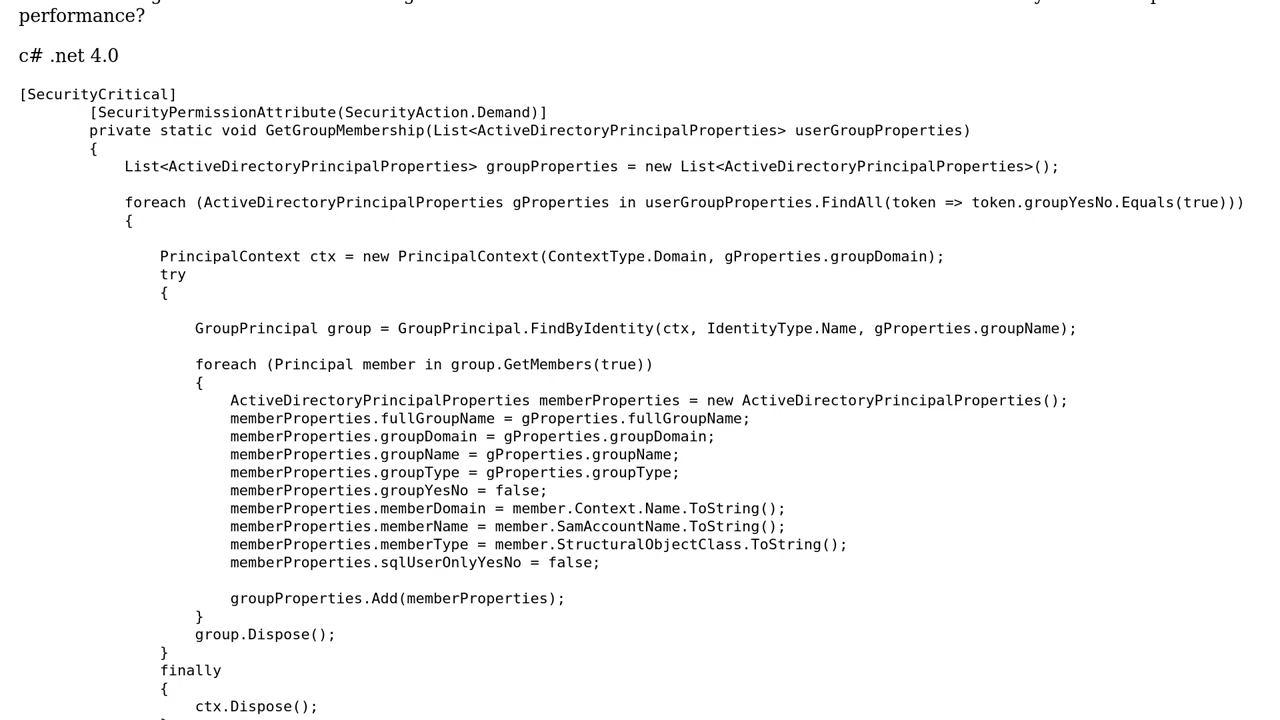 performance?
c# .net 4.0
[SecurityCritical]
[SecurityPermissionAttribute(SecurityAction.Demand)]
private static void GetGroupMembership(List<ActiveDirectoryPrincipalProperties> userGroupProperties)
{
List<ActiveDirectoryPrincipalProperties> groupProperties = new List<ActiveDirectoryPrincipalProperties>();
foreach (ActiveDirectoryPrincipalProperties gProperties in userGroupProperties.FindAll(token => token.groupYesNo.Equals(true)))
{
PrincipalContext ctx = new PrincipalContext(ContextType.Domain, gProperties.groupDomain);
try
{
GroupPrincipal group = GroupPrincipal.FindByIdentity(ctx, IdentityType.Name, gProperties.groupName);
foreach (Principal member in group.GetMembers(true))
{
ActiveDirectoryPrincipalProperties memberProperties = new ActiveDirectoryPrincipalProperties();
memberProperties.fullGroupName = gProperties.fullGroupName;
memberProperties.groupDomain = gProperties.groupDomain;
memberProperties.groupName = gProperties.groupName;
memberProperties.groupType = gProperties.groupType;
memberProperties.groupYesNo = false;
memberProperties.memberDomain = member.Context.Name.ToString();
memberProperties.memberName = member.SamAccountName.ToString();
memberProperties.memberType = member.StructuralObjectClass.ToString();
memberProperties.sqlUserOnlyYesNo = false;
groupProperties.Add(memberProperties);
}
group.Dispose();
}
finally
{
ctx.Dispose();